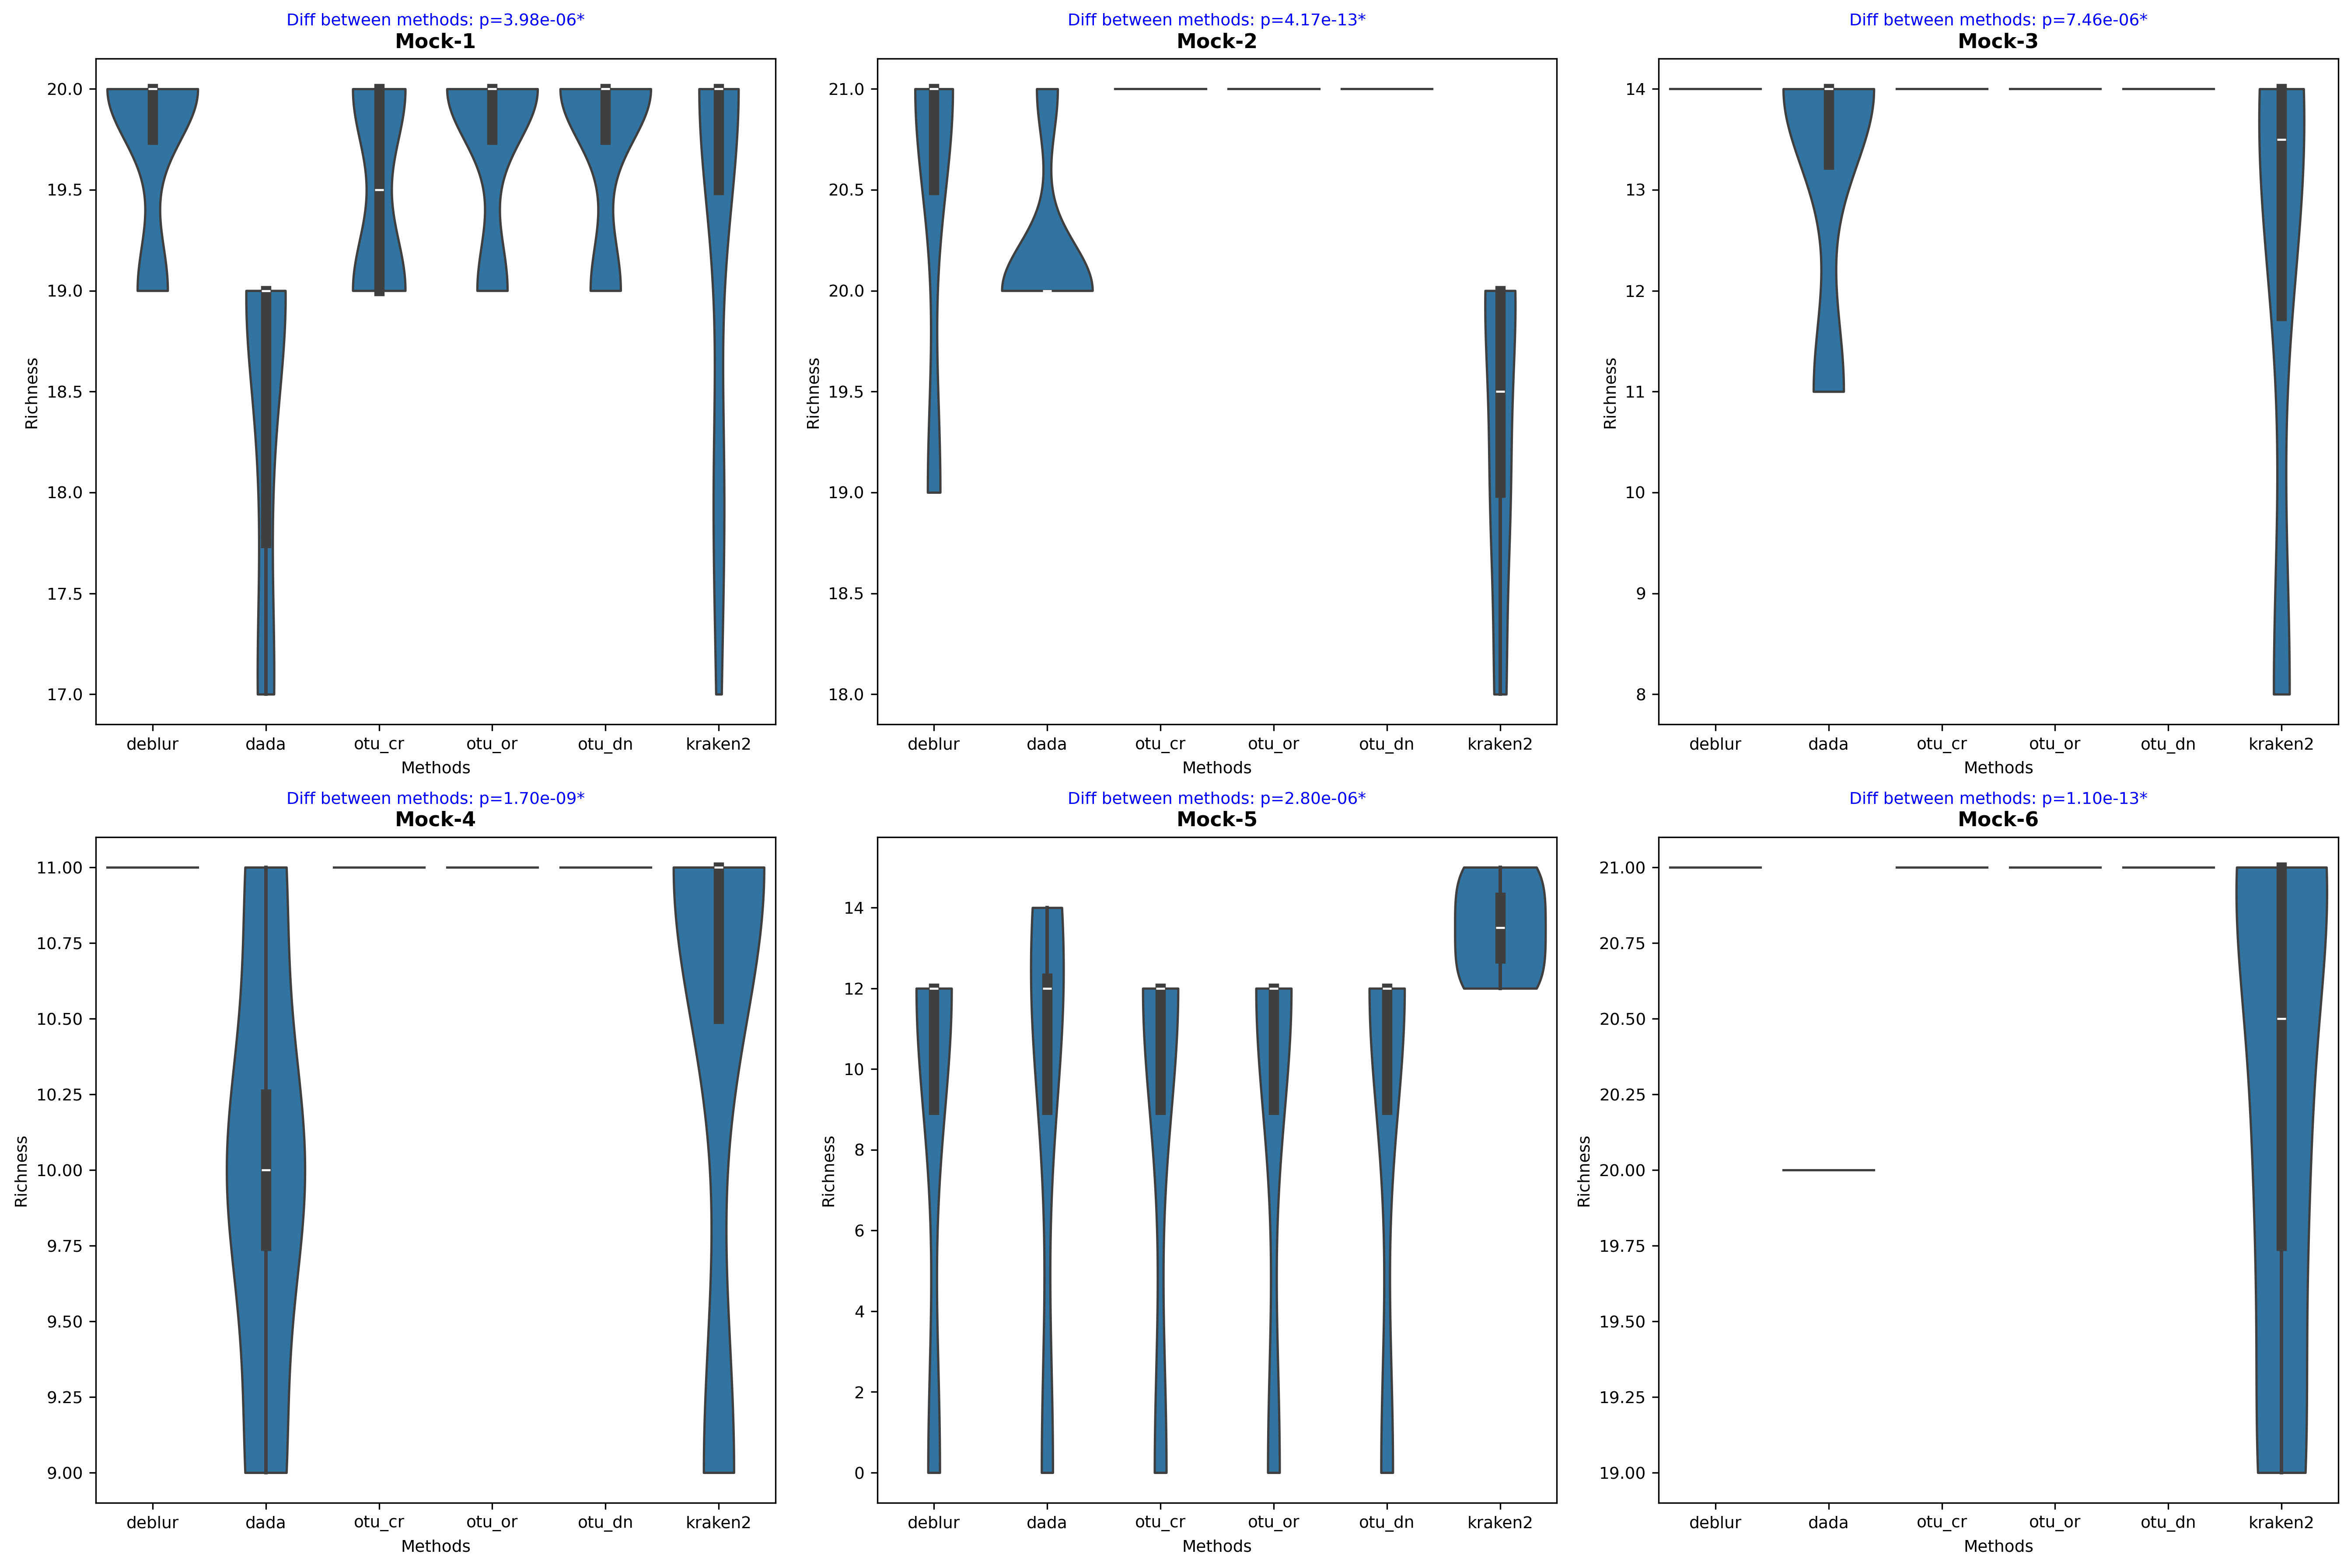 Diff between methods: p=3.98e-06*
Mock-1
Richness
20.0
19.5
19.0
18.5
18.0
17.5
17.0
deblur dada otu_cr otu_or otu_dn kraken2
Methods
Diff between methods: p=4.17e-13*
Mock-2
Richness
21.0
20.5
20.0
19.5
19.0
18.5
18.0
deblur dada otu_cr otu_or otu_dn kraken2
Methods
Diff between methods: p=7.46e-06*
Mock-3
Richness
14
13
12
11
10
9
8
deblur dada otu_cr otu_or otu_dn kraken2
Methods
Diff between methods: p=1.70e-09*
Mock-4
Richness
11.00
10.75
10.50
10.25
10.00
9.75
9.50
9.25
9.00
deblur dada otu_cr otu_or otu_dn kraken2
Methods
Diff between methods: p=2.80e-06*
Mock-5
Richness
14
12
10
8
6
4
2
0
deblur dada otu_cr otu_or otu_dn kraken2
Methods
Diff between methods: p=1.10e-13*
Mock-6
Richness
21.00
20.75
20.50
20.25
20.00
19.75
19.50
19.25
19.00
deblur dada otu_cr otu_or otu_dn kraken2
Methods